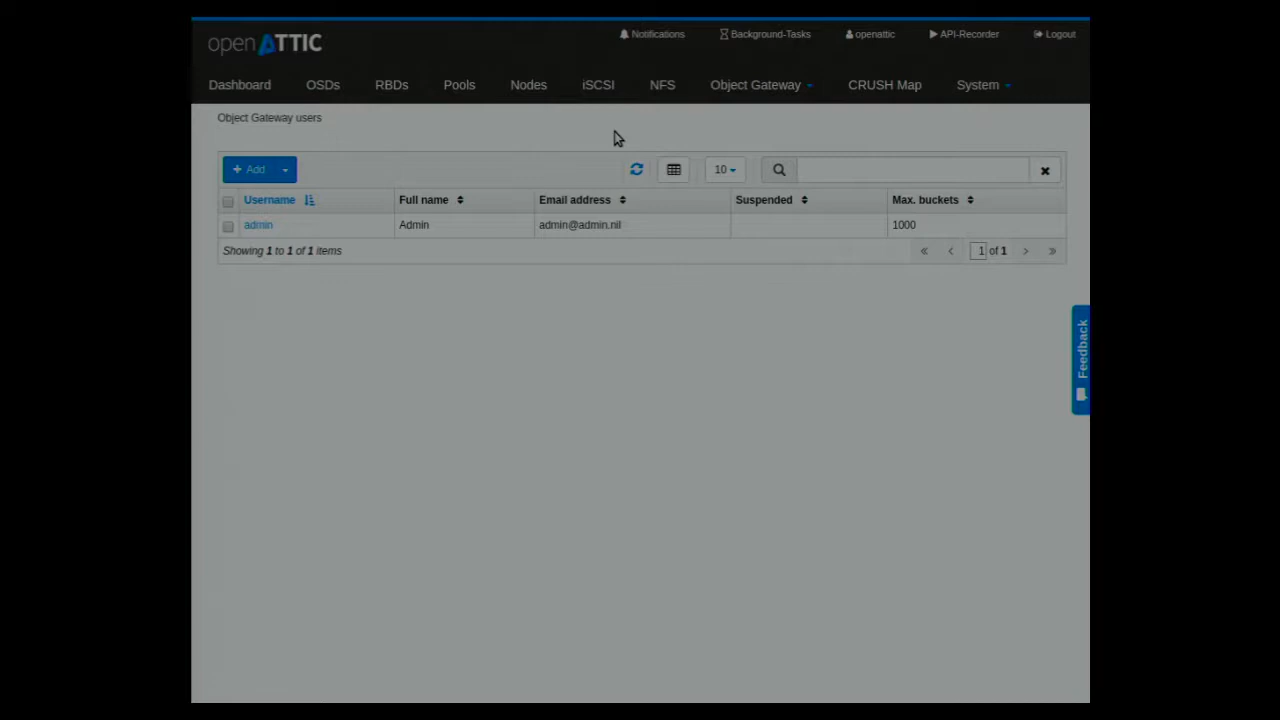 openATTIC
Notifications Background-Tasks openattic API-Recorder Logout
Dashboard OSDs RBDs Pools Nodes iSCSI NFS Object Gateway CRUSH Map System
Object Gateway users
+ Add 10
Username Full name Email address Suspended Max. buckets
admin Admin admin@admin.nil 1000
Showing 1 to 1 of 1 items « ‹ 1 of 1 › »
Feedback